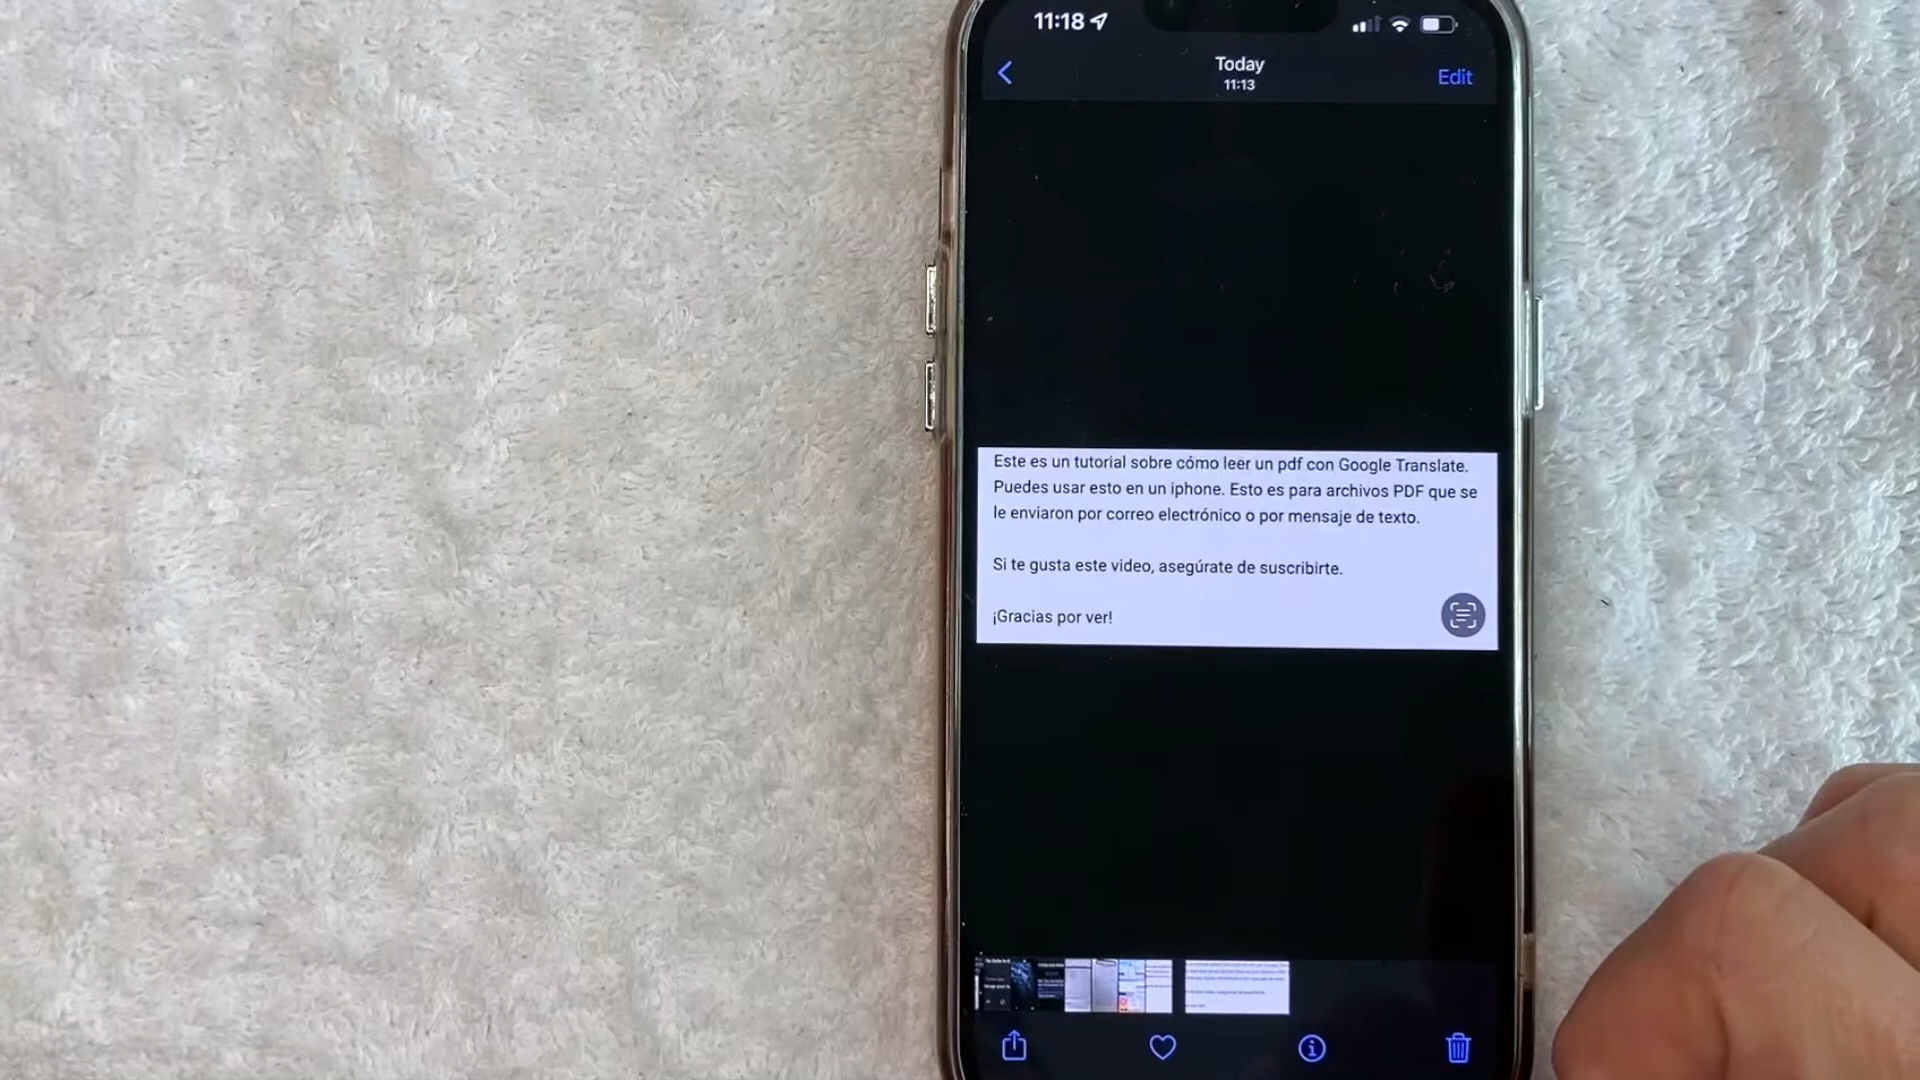 11:18
Today
11:13
Edit
Este es un tutorial sobre cómo leer un pdf con Google Translate.
Puedes usar esto en un iphone. Esto es para archivos PDF que se
le enviaron por correo electrónico o por mensaje de texto.
Si te gusta este video, asegúrate de suscribirte.
¡Gracias por ver!